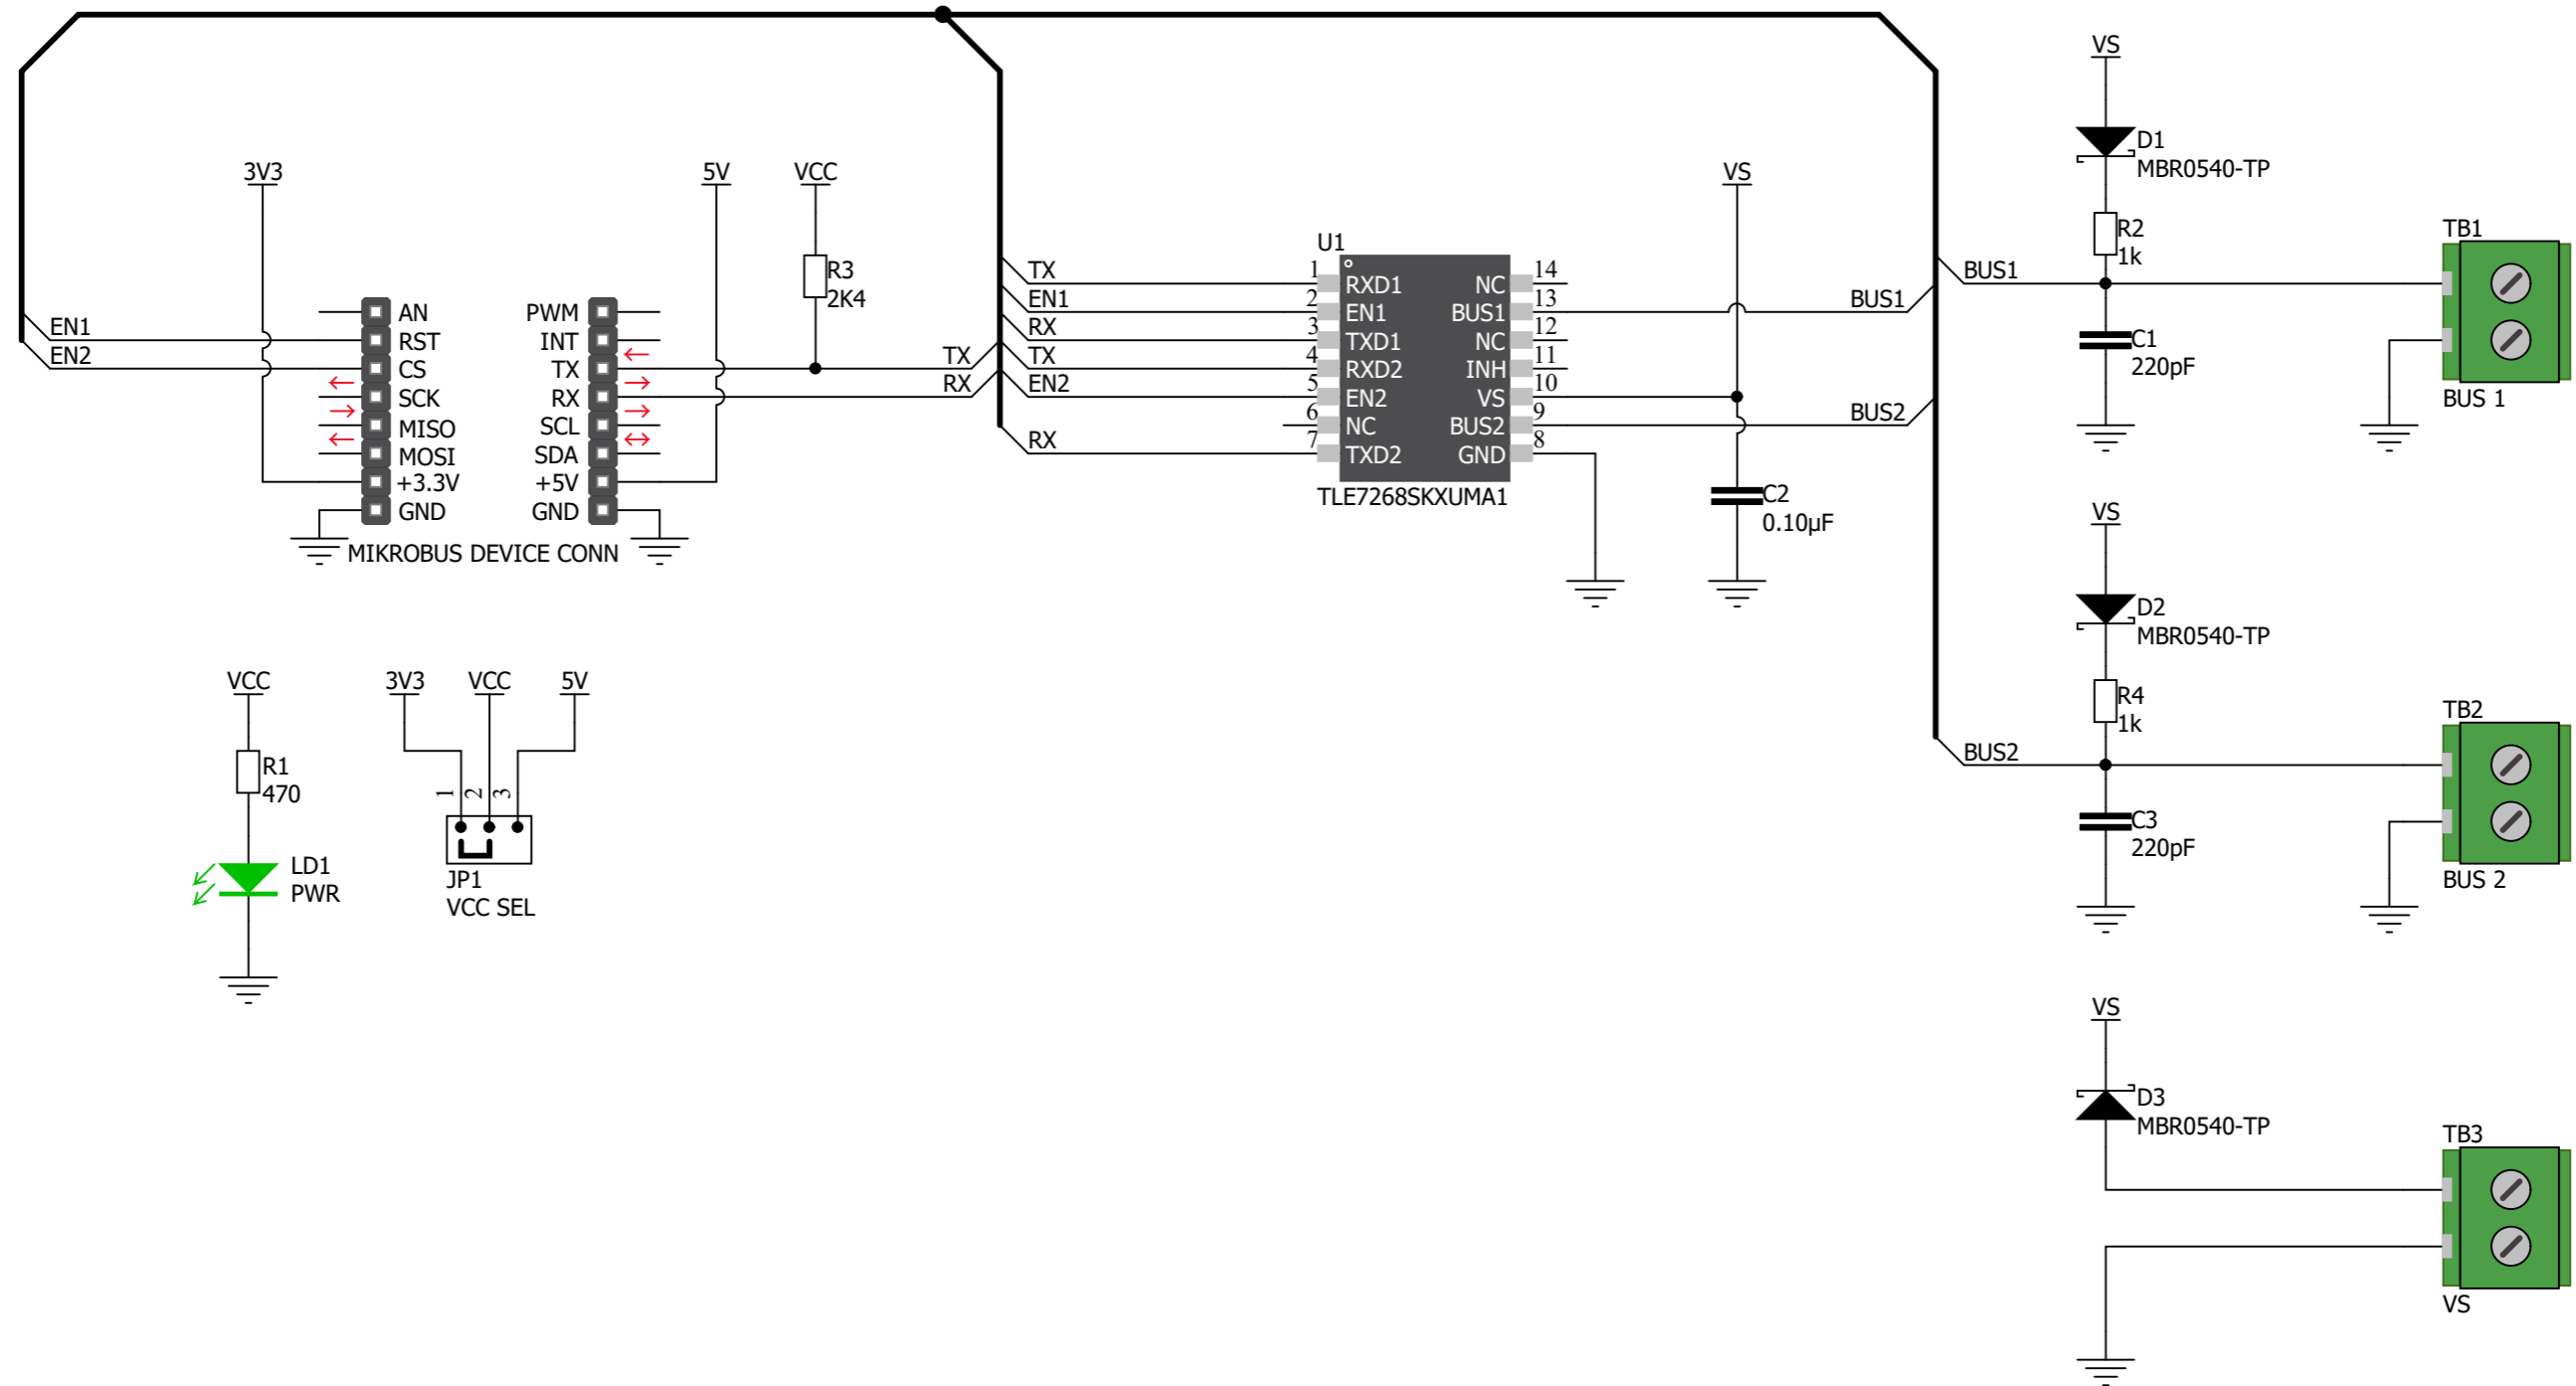 3V3
EN1
EN2
AN
RST
CS
SCK
MISO
MOSI
+3.3V
GND
PWM
INT
TX
RX
SCL
SDA
+5V
GND
MIKROBUS DEVICE CONN
5V
VCC
R3
2K4
TX
RX
TX
EN1
RX
TX
EN2
RX
U1
1
2
3
4
5
6
7
RXD1
EN1
TXD1
RXD2
EN2
NC
TXD2
NC
BUS1
NC
INH
VS
BUS2
GND
14
13
12
11
10
9
8
TLE7268SKXUMA1
VS
C2
0.10µF
BUS1
BUS2
VS
D1
MBR0540-TP
R2
1k
BUS1
C1
220pF
TB1
BUS 1
VS
D2
MBR0540-TP
R4
1k
BUS2
C3
220pF
TB2
BUS 2
VS
D3
MBR0540-TP
TB3
VS
VCC
R1
470
LD1
PWR
3V3
VCC
5V
1
2
3
JP1
VCC SEL